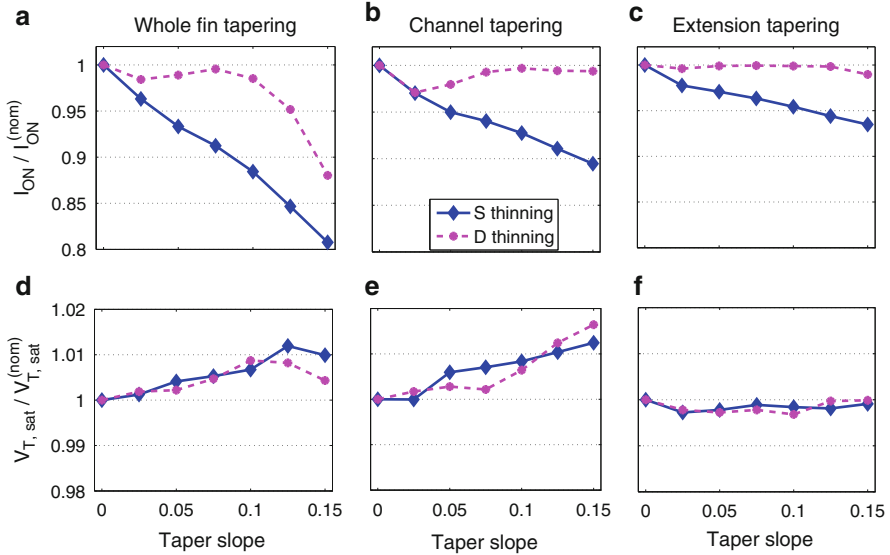 a Whole fin tapering
b Channel tapering
c Extension tapering
I_ON / I_ON^(nom)
1
0.95
0.9
0.85
0.8
S thinning
D thinning
d
e
f
V_T, sat / V_T, sat^(nom)
1.02
1.01
1
0.99
0.98
0 0.05 0.1 0.15
0 0.05 0.1 0.15
0 0.05 0.1 0.15
Taper slope
Taper slope
Taper slope